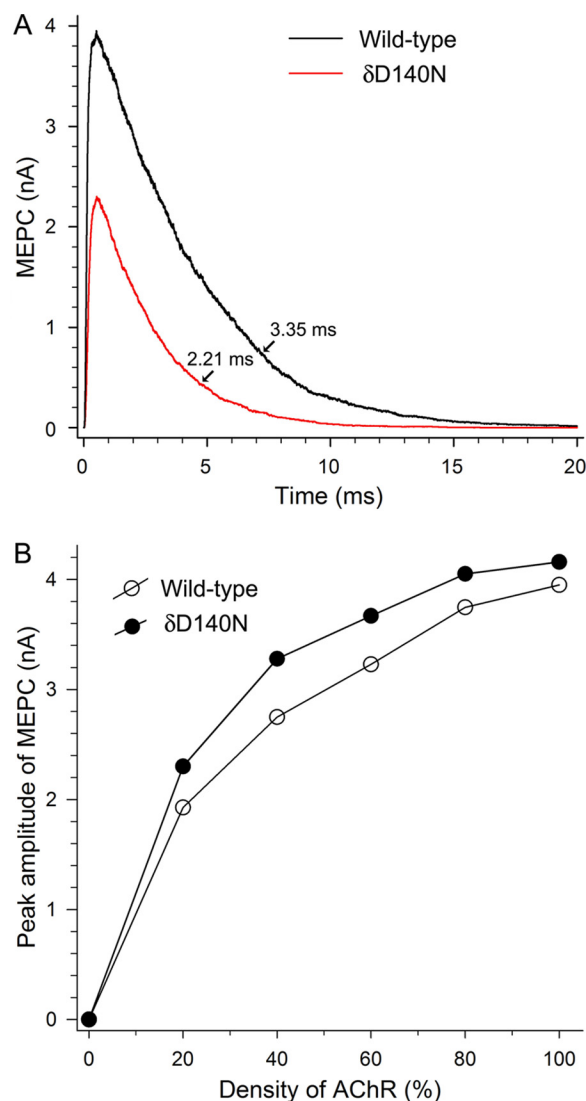 A
Wild-type
δD140N
4
3
2
1
0
MEPC (nA)
3.35 ms
2.21 ms
0 5 10 15 20
Time (ms)
B
Wild-type
δD140N
4
3
2
1
0
Peak amplitude of MEPC (nA)
0 20 40 60 80 100
Density of AChR (%)